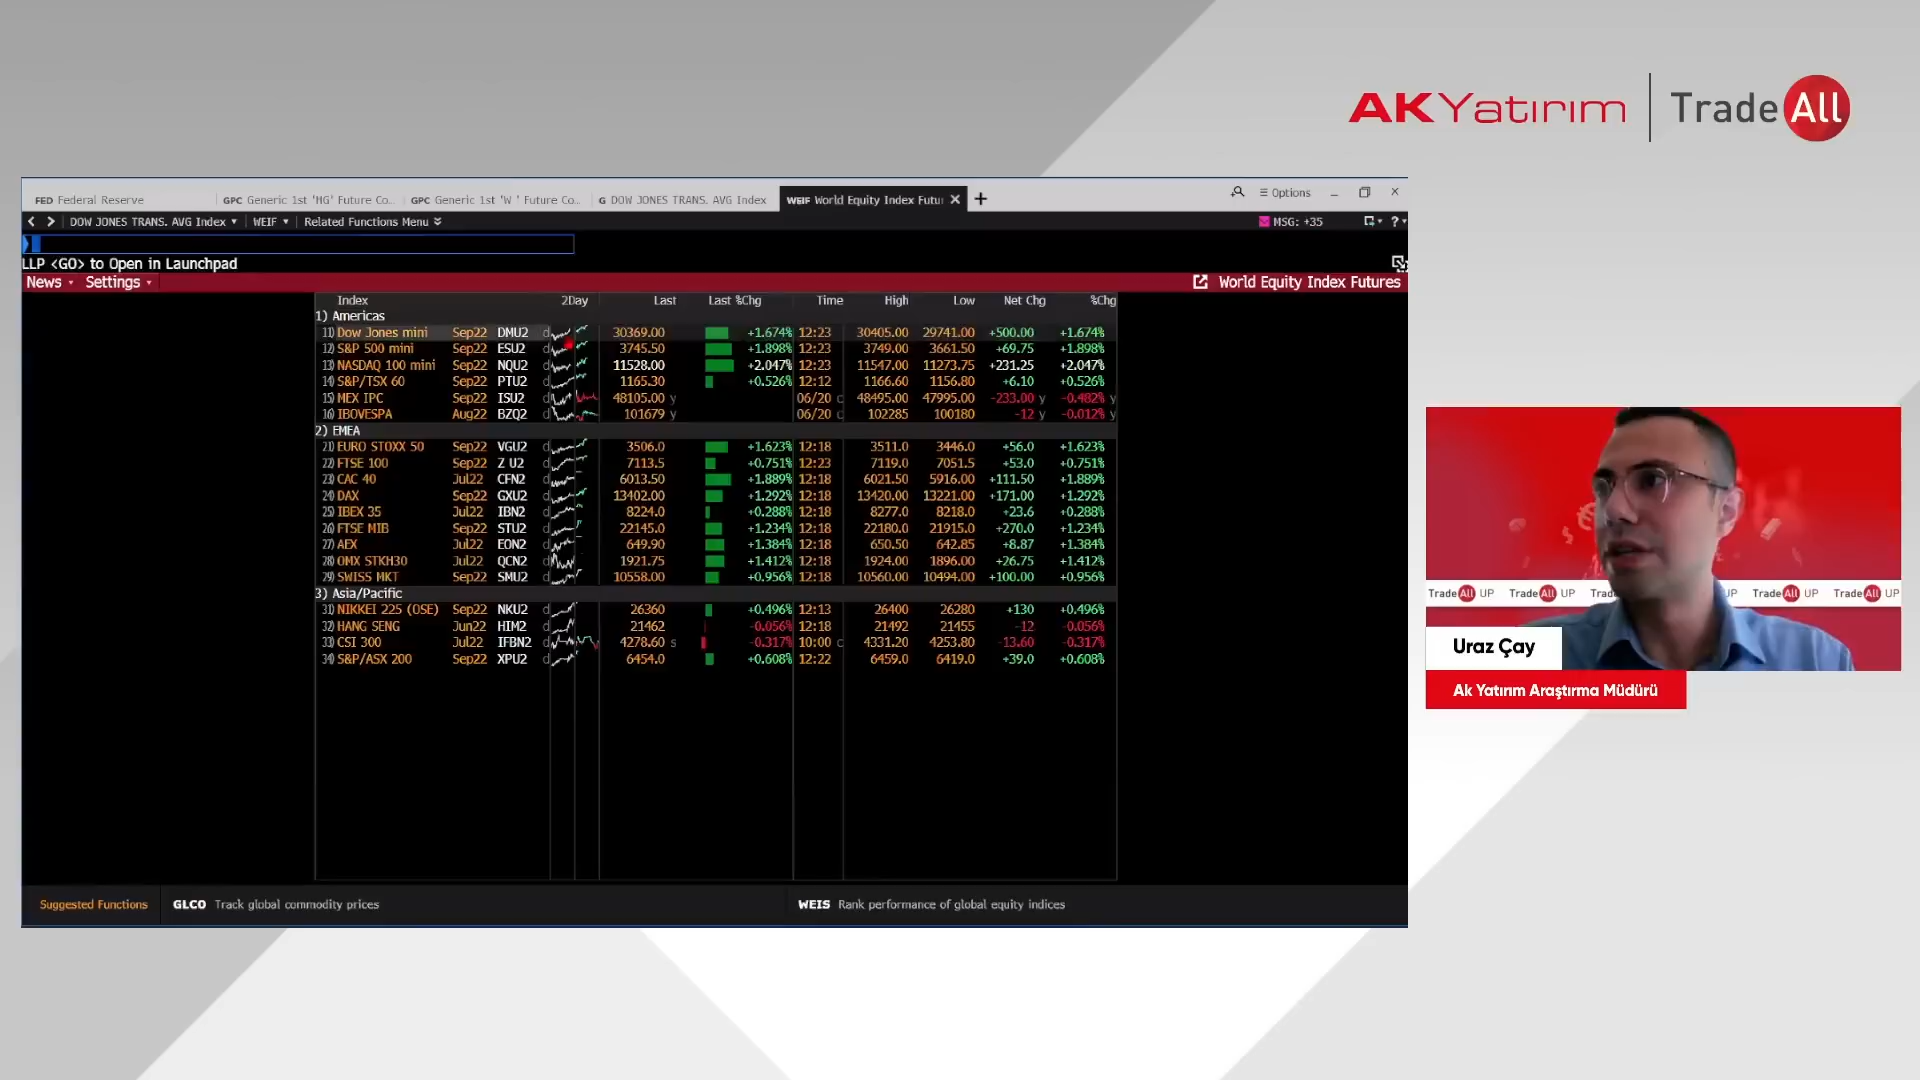 AKYatırım | TradeAll
FED Federal Reserve GPC Generic 1st 'HG' Future Co... GPC Generic 1st 'W ' Future Co... G DOW JONES TRANS. AVG Index WEIF World Equity Index Futur × + Options
DOW JONES TRANS. AVG Index WEIF Related Functions Menu MSG: +35 ?
LLP <GO> to Open in Launchpad
News Settings World Equity Index Futures
Index 2Day Last Last %Chg Time High Low Net Chg %Chg
1) Americas
11) Dow Jones mini Sep22 DMU2 d 30369.00 +1.674% 12:23 30405.00 29741.00 +500.00 +1.674%
12) S&P 500 mini Sep22 ESU2 d 3745.50 +1.898% 12:23 3749.00 3661.50 +69.75 +1.898%
13) NASDAQ 100 mini Sep22 NQU2 d 11528.00 +2.047% 12:23 11547.00 11273.75 +231.25 +2.047%
14) S&P/TSX 60 Sep22 PTU2 d 1165.30 +0.526% 12:12 1166.60 1156.80 +6.10 +0.526%
15) MEX IPC Sep22 ISU2 d 48105.00 y 06/20 c 48495.00 47995.00 -233.00 y -0.482% y
16) IBOVESPA Aug22 BZQ2 d 101679 y 06/20 c 102285 100180 -12 y -0.012% y
2) EMEA
21) EURO STOXX 50 Sep22 VGU2 d 3506.0 +1.623% 12:18 3511.0 3446.0 +56.0 +1.623%
22) FTSE 100 Sep22 Z U2 d 7113.5 +0.751% 12:23 7119.0 7051.5 +53.0 +0.751%
23) CAC 40 Jul22 CFN2 d 6013.50 +1.889% 12:18 6021.50 5916.00 +111.50 +1.889%
24) DAX Sep22 GXU2 d 13402.00 +1.292% 12:18 13420.00 13221.00 +171.00 +1.292%
25) IBEX 35 Jul22 IBN2 d 8224.0 +0.288% 12:18 8277.0 8218.0 +23.6 +0.288%
26) FTSE MIB Sep22 STU2 d 22145.0 +1.234% 12:18 22180.0 21915.0 +270.0 +1.234%
27) AEX Jul22 EON2 d 649.90 +1.384% 12:18 650.50 642.85 +8.87 +1.384%
28) OMX STKH30 Jul22 QCN2 d 1921.75 +1.412% 12:18 1924.00 1896.00 +26.75 +1.412%
29) SWISS MKT Sep22 SMU2 d 10558.00 +0.956% 12:18 10560.00 10494.00 +100.00 +0.956%
3) Asia/Pacific
31) NIKKEI 225 (OSE) Sep22 NKU2 d 26360 +0.496% 12:13 26400 26280 +130 +0.496%
32) HANG SENG Jun22 HIM2 d 21462 -0.056% 12:18 21492 21455 -12 -0.056%
33) CSI 300 Jul22 IFBN2 d 4278.60 s -0.317% 10:00 c 4331.20 4253.80 -13.60 -0.317%
34) S&P/ASX 200 Sep22 XPU2 d 6454.0 +0.608% 12:22 6459.0 6419.0 +39.0 +0.608%
Suggested Functions GLCO Track global commodity prices WEIS Rank performance of global equity indices
TradeAll UP TradeAll UP Trade UP TradeAll UP TradeAll UP
Uraz Çay
Ak Yatırım Araştırma Müdürü